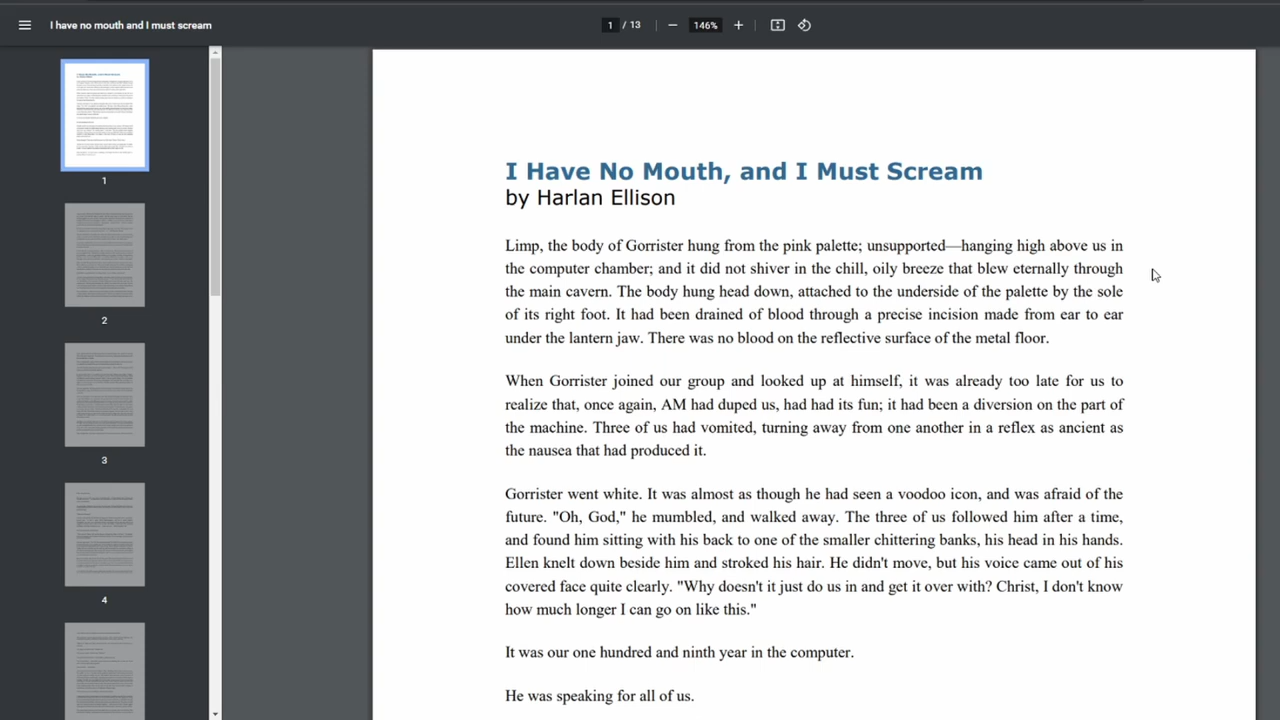 I have no mouth and I must scream
1 / 13
146%
1
2
3
4
I Have No Mouth, and I Must Scream
by Harlan Ellison
Limp, the body of Gorrister hung from the pink palette; unsupported—hanging high above us in
the computer chamber; and it did not shiver in the chill, oily breeze that blew eternally through
the main cavern. The body hung head down, attached to the underside of the palette by the sole
of its right foot. It had been drained of blood through a precise incision made from ear to ear
under the lantern jaw. There was no blood on the reflective surface of the metal floor.
When Gorrister joined our group and looked up at himself, it was already too late for us to
realize that, once again, AM had duped us, had had its fun; it had been a diversion on the part of
the machine. Three of us had vomited, turning away from one another in a reflex as ancient as
the nausea that had produced it.
Gorrister went white. It was almost as though he had seen a voodoo icon, and was afraid of the
future. "Oh, God," he mumbled, and walked away. The three of us followed him after a time,
and found him sitting with his back to one of the smaller chittering banks, his head in his hands.
Ellen knelt down beside him and stroked his hair. He didn't move, but his voice came out of his
covered face quite clearly. "Why doesn't it just do us in and get it over with? Christ, I don't know
how much longer I can go on like this."
It was our one hundred and ninth year in the computer.
He was speaking for all of us.